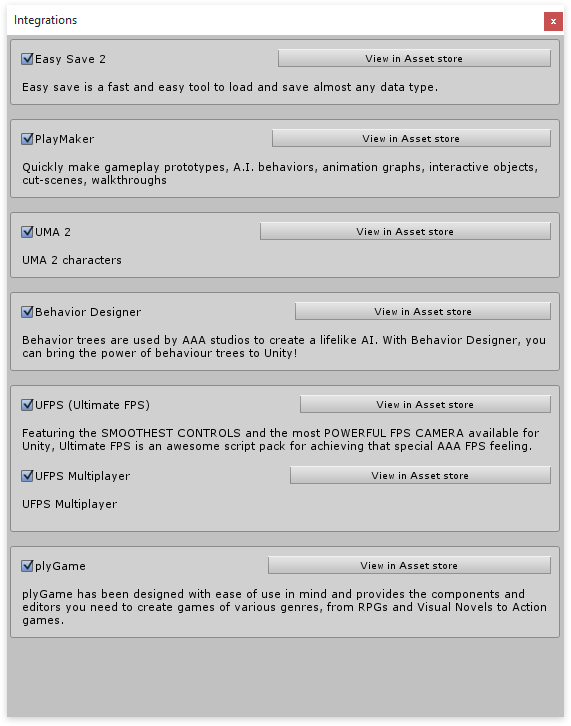 Integrations
x
Easy Save 2
View in Asset store
Easy save is a fast and easy tool to load and save almost any data type.
PlayMaker
View in Asset store
Quickly make gameplay prototypes, A.I. behaviors, animation graphs, interactive objects,
cut-scenes, walkthroughs
UMA 2
View in Asset store
UMA 2 characters
Behavior Designer
View in Asset store
Behavior trees are used by AAA studios to create a lifelike AI. With Behavior Designer, you
can bring the power of behaviour trees to Unity!
UFPS (Ultimate FPS)
View in Asset store
Featuring the SMOOTHEST CONTROLS and the most POWERFUL FPS CAMERA available for
Unity, Ultimate FPS is an awesome script pack for achieving that special AAA FPS feeling.
UFPS Multiplayer
View in Asset store
UFPS Multiplayer
plyGame
View in Asset store
plyGame has been designed with ease of use in mind and provides the components and
editors you need to create games of various genres, from RPGs and Visual Novels to Action
games.